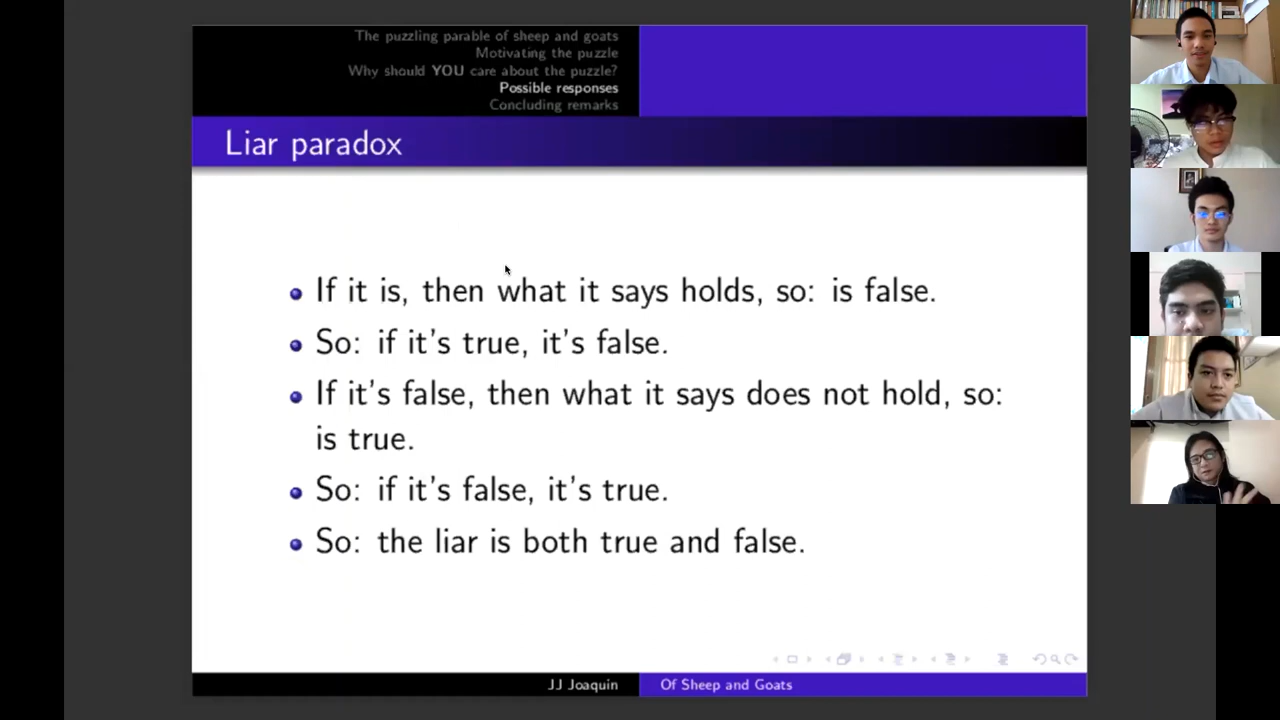 The puzzling parable of sheep and goats
Motivating the puzzle
Why should YOU care about the puzzle?
Possible responses
Concluding remarks
Liar paradox
If it is, then what it says holds, so: is false.
So: if it's true, it's false.
If it's false, then what it says does not hold, so:
is true.
So: if it's false, it's true.
So: the liar is both true and false.
JJ Joaquin
Of Sheep and Goats